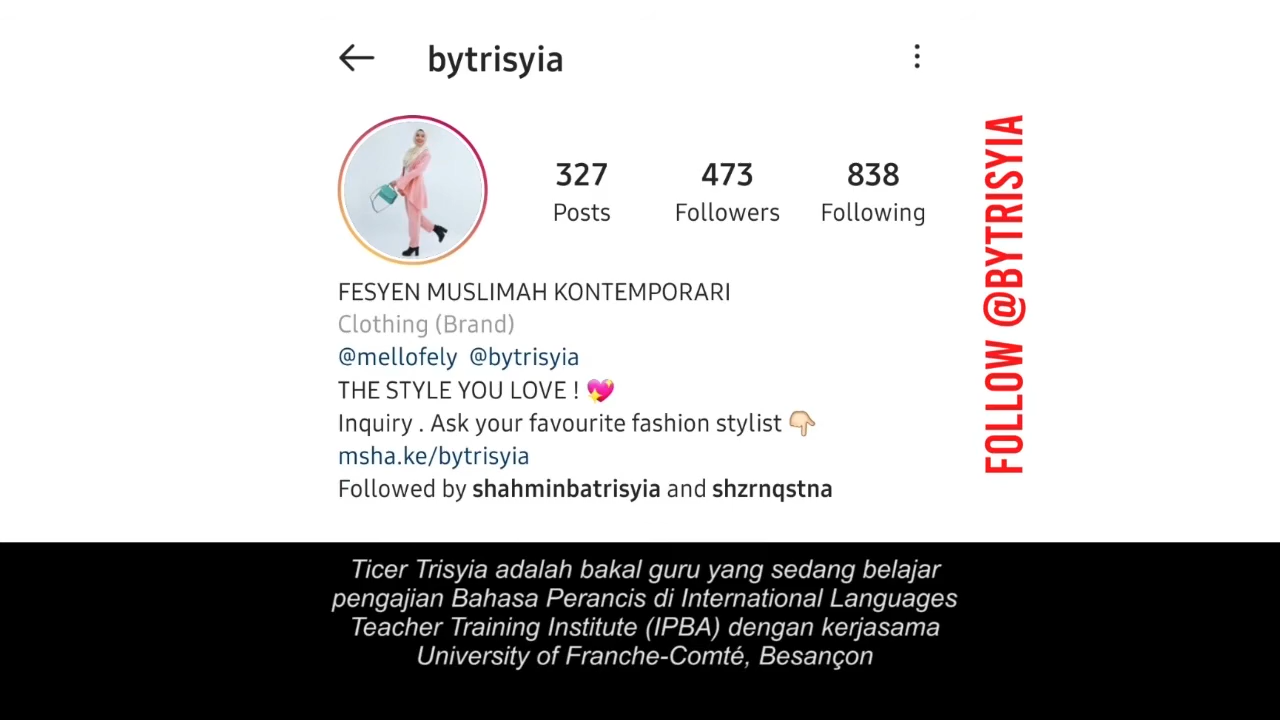 bytrisyia
327
473
838
Posts
Followers
Following
FESYEN MUSLIMAH KONTEMPORARI
Clothing (Brand)
@mellofely @bytrisyia
THE STYLE YOU LOVE ! 💖
Inquiry . Ask your favourite fashion stylist 👇🏻
msha.ke/bytrisyia
Followed by shahminbatrisyia and shzrnqstna
FOLLOW @BYTRISYIA
Ticer Trisyia adalah bakal guru yang sedang belajar
pengajian Bahasa Perancis di International Languages
Teacher Training Institute (IPBA) dengan kerjasama
University of Franche-Comté, Besançon